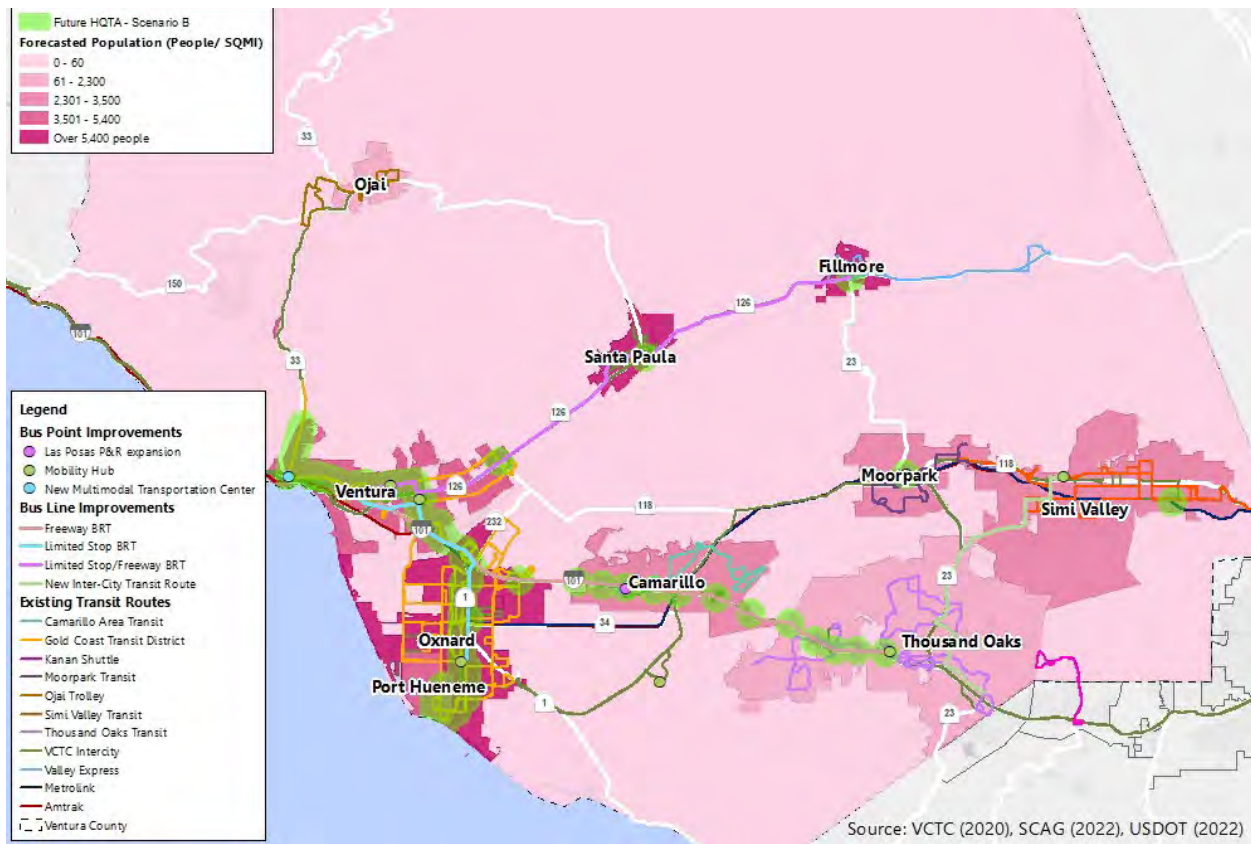 Future HQTA - Scenario B
Forecasted Population (People/ SQMI)
0 - 60
61 - 2,300
2,301 - 3,500
3,501 - 5,400
Over 5,400 people
33
Ojai
150
101
Fillmore
126
Santa Paula
23
33
126
Legend
Bus Point Improvements
Las Posas P&R expansion
Mobility Hub
New Multimodal Transportation Center
Bus Line Improvements
Freeway BRT
Limited Stop BRT
Limited Stop/Freeway BRT
New Inter-City Transit Route
Existing Transit Routes
Camarillo Area Transit
Gold Coast Transit District
Kanan Shuttle
Moorpark Transit
Ojai Trolley
Simi Valley Transit
Thousand Oaks Transit
VCTC Intercity
Valley Express
Metrolink
Amtrak
Ventura County
Ventura
126
101
232
118
Moorpark
118
Simi Valley
101
Camarillo
23
1
34
Oxnard
Thousand Oaks
Port Hueneme
1
23
Source: VCTC (2020), SCAG (2022), USDOT (2022)